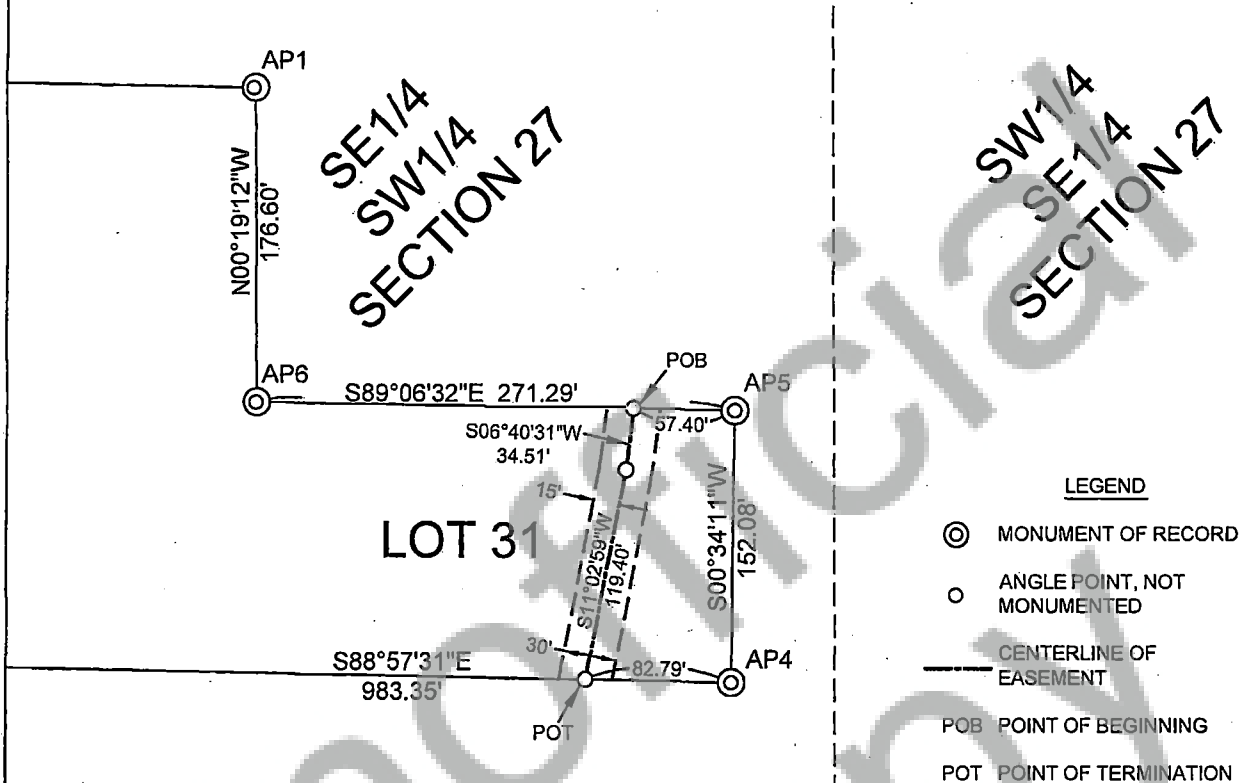 AP1
SE1/4
SW1/4
SECTION 27
SW1/4
SE1/4
SECTION 27
N00°19'12"W
176.60'
AP6
S89°06'32"E 271.29'
POB
AP5
57.40'
S06°40'31"W
34.51'
15'
LOT 31
S11°02'59"W
119.40'
S00°34'11"W
152.08'
30'
S88°57'31"E
983.35'
82.79'
AP4
POT
LEGEND
MONUMENT OF RECORD
ANGLE POINT, NOT
MONUMENTED
CENTERLINE OF
EASEMENT
POB POINT OF BEGINNING
POT POINT OF TERMINATION